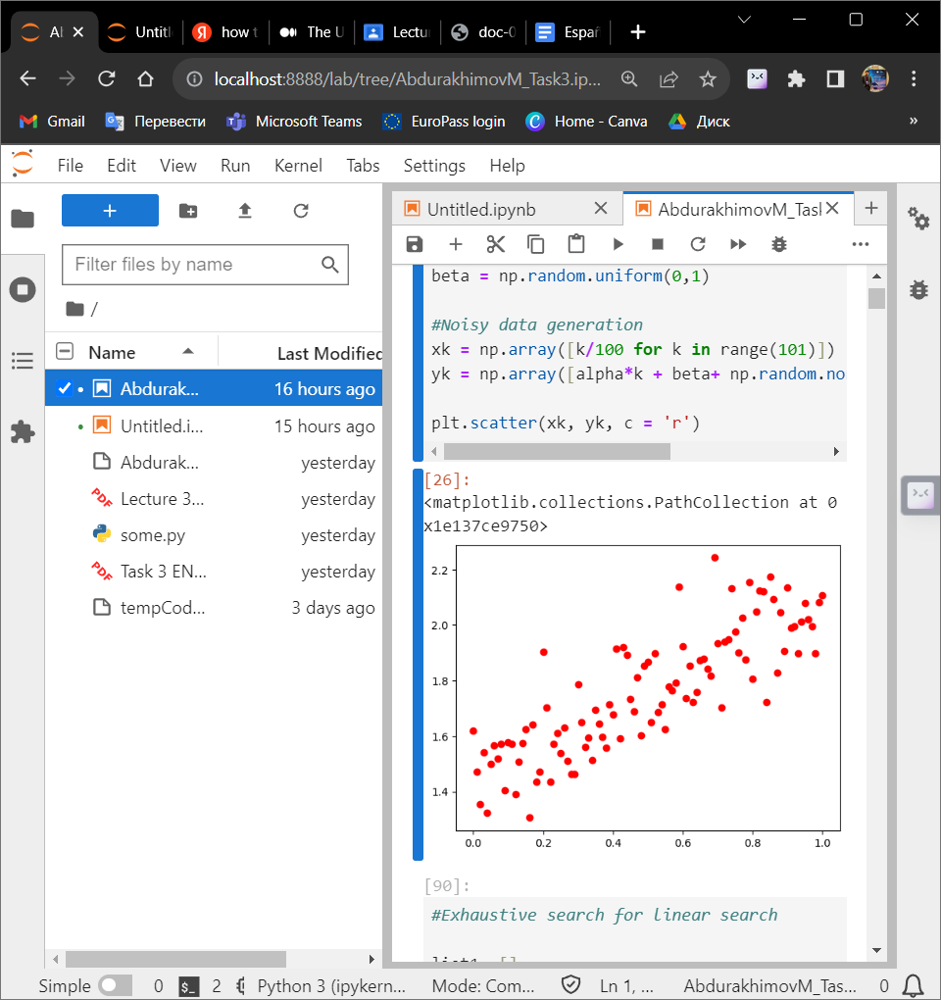 Al
Untitl
how t
The U
Lectu
doc-0
Españ
localhost:8888/lab/tree/AbdurakhimovM_Task3.ip...
Gmail
Перевести
Microsoft Teams
EuroPass login
Home - Canva
Диск
»
File Edit View Run Kernel Tabs Settings Help
Filter files by name
/
Name Last Modified
Abdurak... 16 hours ago
Untitled.i... 15 hours ago
Abdurak... yesterday
Lecture 3... yesterday
some.py yesterday
Task 3 EN... yesterday
tempCod... 3 days ago
Untitled.ipynb
AbdurakhimovM_Tasl
beta = np.random.uniform(0,1)
#Noisy data generation
xk = np.array([k/100 for k in range(101)])
yk = np.array([alpha*k + beta+ np.random.no
plt.scatter(xk, yk, c = 'r')
[26]:
<matplotlib.collections.PathCollection at 0
x1e137ce9750>
2.2
2.0
1.8
1.6
1.4
0.0 0.2 0.4 0.6 0.8 1.0
[90]:
#Exhaustive search for linear search
list1 []
Simple 0 2 Python 3 (ipykern... Mode: Com... Ln 1, ... AbdurakhimovM_Tas... 0